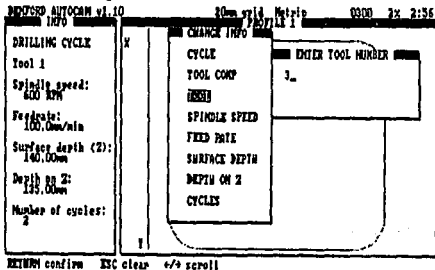 DENFORD AUTOCAM v1.10 20mm grid Metric 0300 2x 2:56
INFO
DRILLING CYCLE
Tool 1
Spindle speed:
600 RPM
Feedrate:
100.0mm/min
Surface depth (Z):
140.00mm
Depth on Z:
135.00mm
Number of cycles:
2
X
Y
PROFILE 1
CHANGE INFO
CYCLE
TOOL COMP
TOOL
SPINDLE SPEED
FEED RATE
SURFACE DEPTH
DEPTH ON Z
CYCLES
ENTER TOOL NUMBER
3_
RETURN confirm ESC clear ←/→ scroll